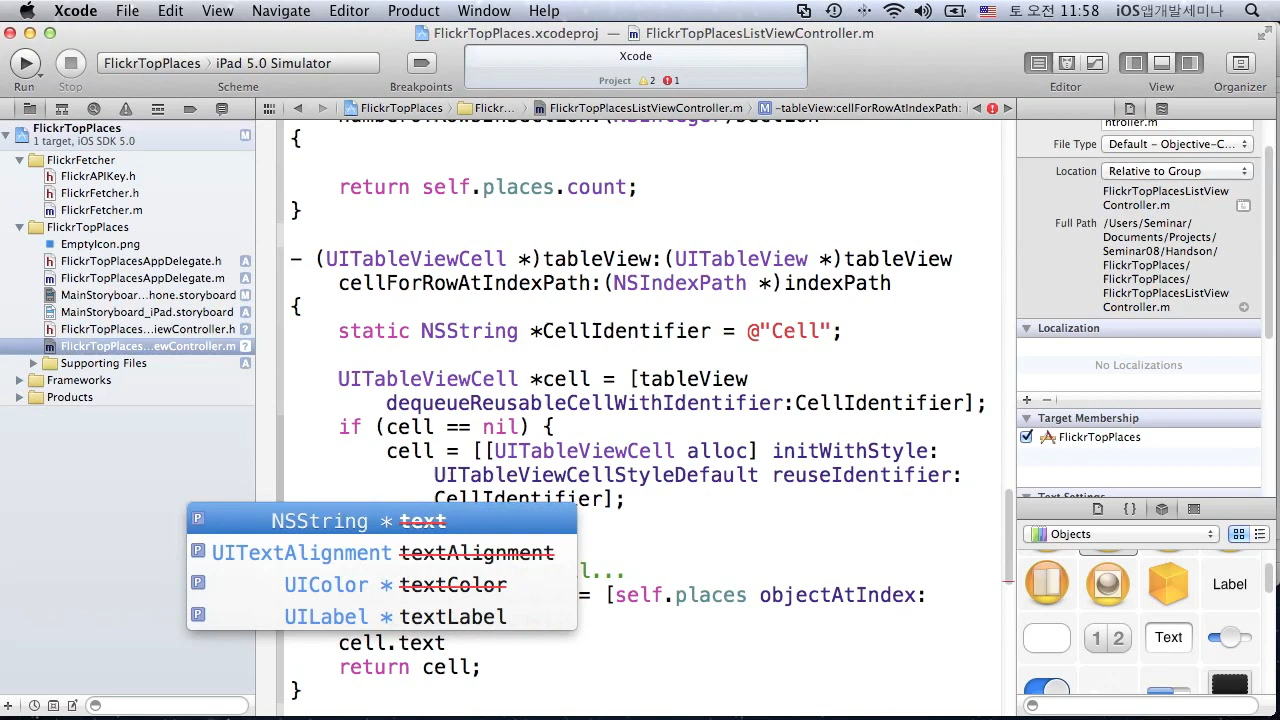 Xcode File Edit View Navigate Editor Product Window Help 토 오전 11:58 iOS앱개발세미나
FlickrTopPlaces.xcodeproj — FlickrTopPlacesListViewController.m
FlickrTopPlaces iPad 5.0 Simulator
Xcode
Project 2 1
Run Stop Scheme Breakpoints Editor View Organizer
FlickrTopPlaces Flickr... FlickrTopPlacesListViewController.m -tableView:cellForRowAtIndexPath:
FlickrTopPlaces M
1 target, iOS SDK 5.0
FlickrFetcher
FlickrAPIKey.h
FlickrFetcher.h
FlickrFetcher.m
FlickrTopPlaces
EmptyIcon.png
FlickrTopPlacesAppDelegate.h A
FlickrTopPlacesAppDelegate.m A
MainStoryboar...hone.storyboard M
MainStoryboard_iPad.storyboard A
FlickrTopPlaces...iewController.h ?
FlickrTopPlaces...ewController.m ?
Supporting Files A
Frameworks
Products
{
return self.places.count;
}
- (UITableViewCell *)tableView:(UITableView *)tableView
cellForRowAtIndexPath:(NSIndexPath *)indexPath
{
static NSString *CellIdentifier = @"Cell";
UITableViewCell *cell = [tableView
dequeueReusableCellWithIdentifier:CellIdentifier];
if (cell == nil) {
cell = [[UITableViewCell alloc] initWithStyle:
UITableViewCellStyleDefault reuseIdentifier:
CellIdentifier];
NSString * text
UITextAlignment textAlignment
UIColor * textColor
UILabel * textLabel
l...
= [self.places objectAtIndex:
cell.text
return cell;
}
ntroller.m
File Type Default - Objective-C...
Location Relative to Group
FlickrTopPlacesListView
Controller.m
Full Path /Users/Seminar/
Documents/Projects/
Seminar08/Handson/
FlickrTopPlaces/
FlickrTopPlaces/
FlickrTopPlacesListView
Controller.m
Localization
No Localizations
+ −
Target Membership
FlickrTopPlaces
Text Settings
{ }
Objects
Label
1 2
Text